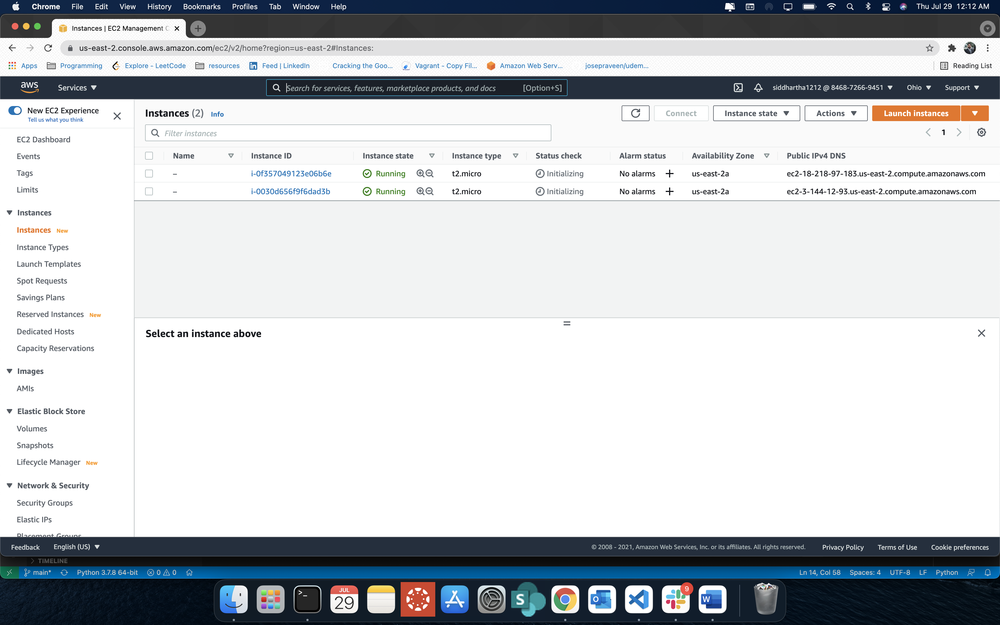 Chrome File Edit View History Bookmarks Profiles Tab Window Help Thu Jul 29 12:12 AM
Instances | EC2 Management C
us-east-2.console.aws.amazon.com/ec2/v2/home?region=us-east-2#Instances:
Apps Programming Explore - LeetCode resources Feed | LinkedIn Cracking the Goo... Vagrant - Copy Fil... Amazon Web Serv... josepraveen/udem... Reading List
aws Services Search for services, features, marketplace products, and docs [Option+S] siddhartha1212 @ 8468-7266-9451 Ohio Support
New EC2 Experience
Tell us what you think
Instances (2) Info Connect Instance state Actions Launch instances
Filter instances 1
EC2 Dashboard
Events
Tags
Limits
Name Instance ID Instance state Instance type Status check Alarm status Availability Zone Public IPv4 DNS
– i-0f357049123e06b6e Running t2.micro Initializing No alarms us-east-2a ec2-18-218-97-183.us-east-2.compute.amazonaws.com
– i-0030d656f9f6dad3b Running t2.micro Initializing No alarms us-east-2a ec2-3-144-12-93.us-east-2.compute.amazonaws.com
Instances
Instances New
Instance Types
Launch Templates
Spot Requests
Savings Plans
Reserved Instances New
Dedicated Hosts
Capacity Reservations
Select an instance above
Images
AMIs
Elastic Block Store
Volumes
Snapshots
Lifecycle Manager New
Network & Security
Security Groups
Elastic IPs
Placement Groups
Feedback English (US) © 2008 - 2021, Amazon Web Services, Inc. or its affiliates. All rights reserved. Privacy Policy Terms of Use Cookie preferences
TIMELINE
main* Python 3.7.8 64-bit 0 0 Ln 14, Col 58 Spaces: 4 UTF-8 LF Python
JUL
29
S
O
9
W